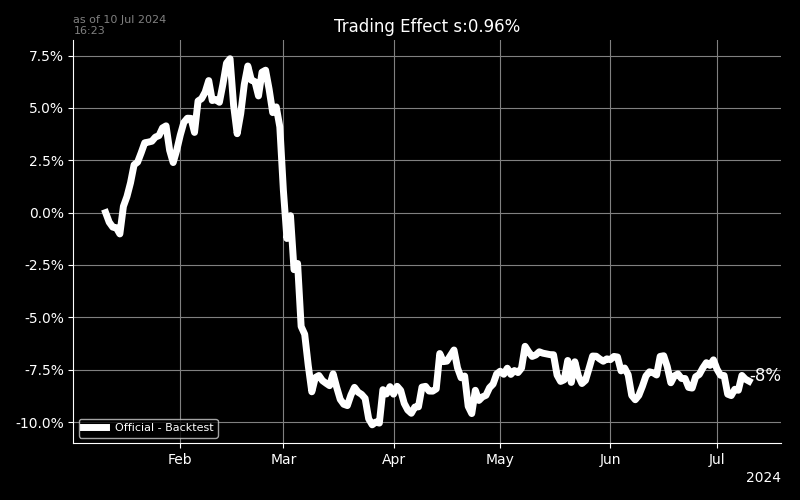 as of 10 Jul 2024
16:23
Trading Effect s:0.96%
7.5%
5.0%
2.5%
0.0%
-2.5%
-5.0%
-7.5%
-10.0%
-8%
Official - Backtest
Feb Mar Apr May Jun Jul
2024